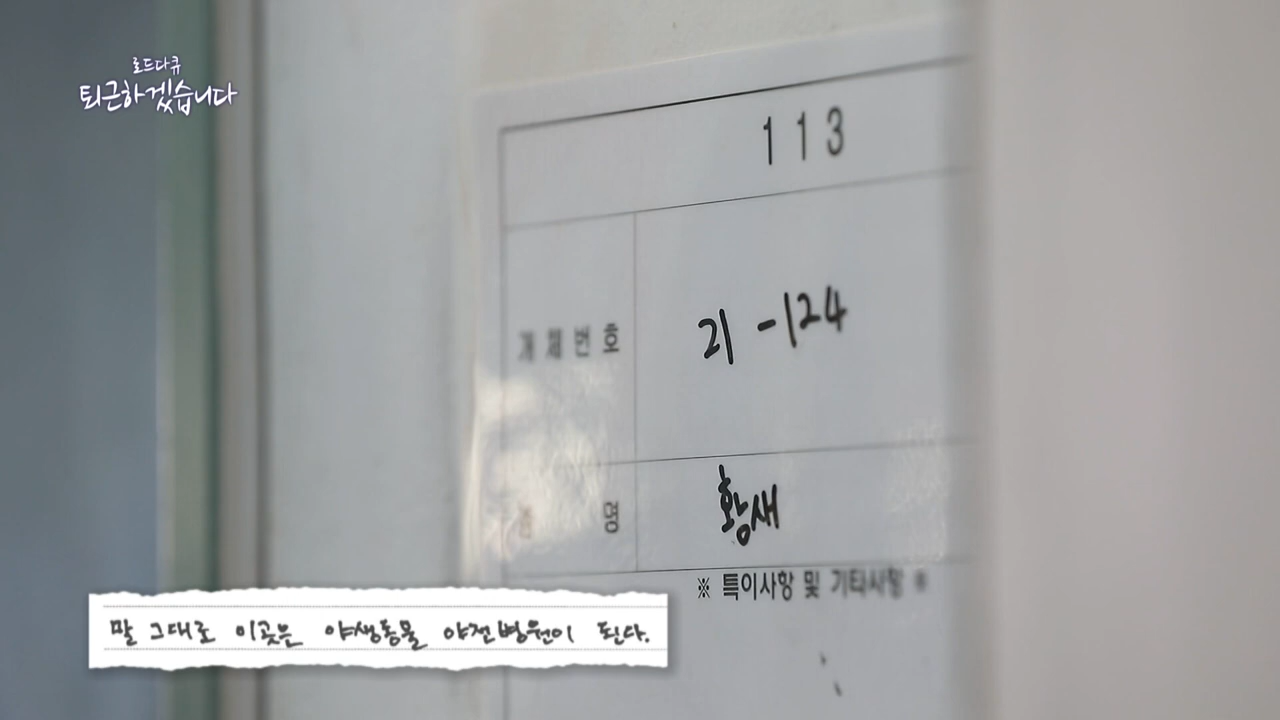 로드다큐
퇴근하겠습니다
113
개체번호
21-124
명
황새
※ 특이사항 및 기타사항 ※
말 그대로 이곳은 야생동물 야전병원이 된다.